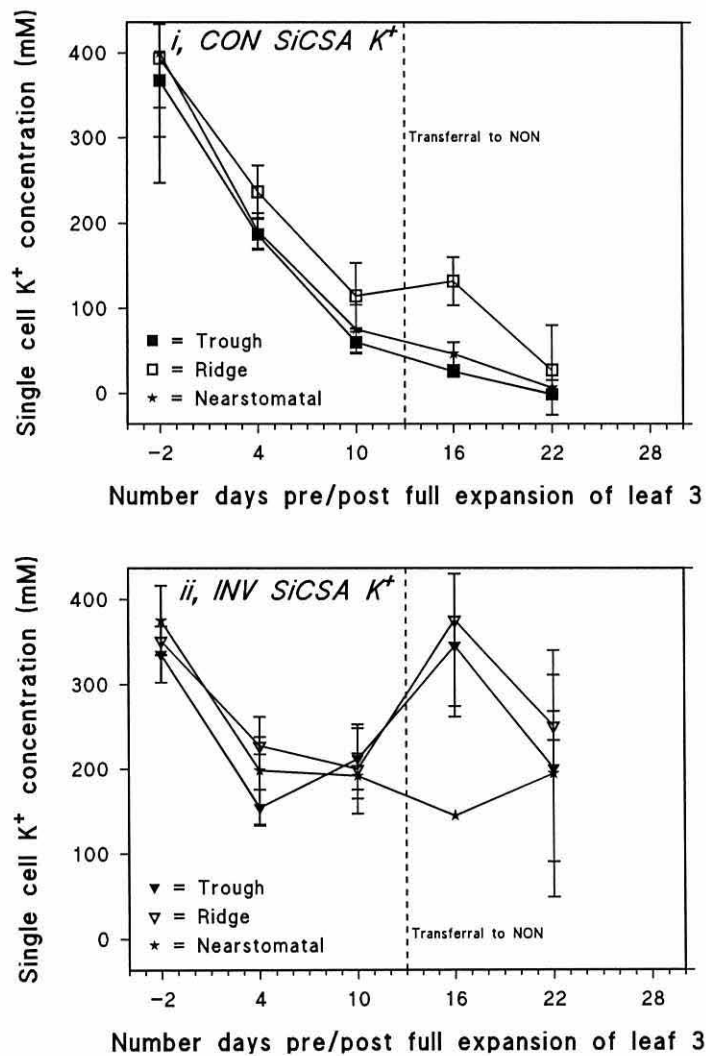 Single cell K⁺ concentration (mM)
400
300
200
100
0
i, CON SiCSA K⁺
Transferral to NON
■ = Trough
□ = Ridge
★ = Nearstomatal
−2 4 10 16 22 28
Number days pre/post full expansion of leaf 3
Single cell K⁺ concentration (mM)
400
300
200
100
0
ii, INV SiCSA K⁺
▼ = Trough
▽ = Ridge
★ = Nearstomatal
Transferral to NON
−2 4 10 16 22 28
Number days pre/post full expansion of leaf 3